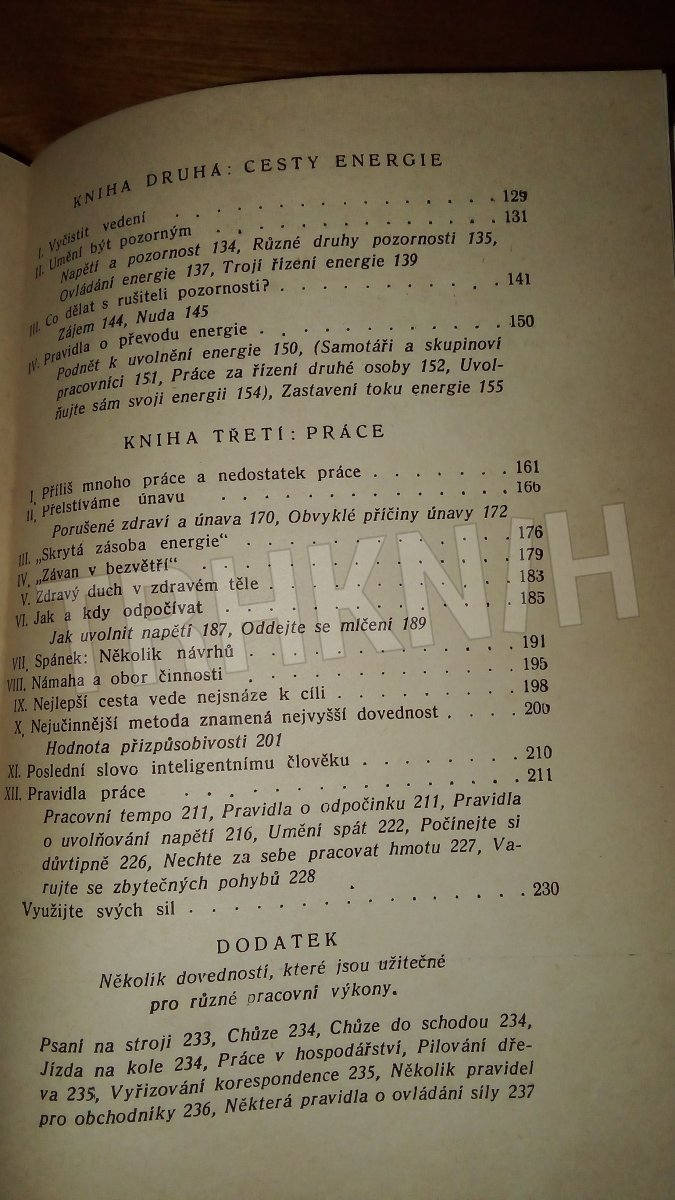 KNIHA DRUHÁ: CESTY ENERGIE
I. Vyčistit vedení . . . . . . . . . . . . . 129
II. Umění být pozorným . . . . . . . . . . . . 131
Napětí a pozornost 134, Různé druhy pozornosti 135,
Ovládání energie 137, Trojí řízení energie 139
III. Co dělat s rušiteli pozornosti? . . . . . . . . . 141
Zájem 144, Nuda 145
IV. Pravidla o převodu energie . . . . . . . . . . 150
Podnět k uvolnění energie 150, (Samotáři a skupinoví
pracovníci 151, Práce za řízení druhé osoby 152, Uvol-
ňujte sám svoji energii 154), Zastavení toku energie 155
KNIHA TŘETÍ: PRÁCE
I. Příliš mnoho práce a nedostatek práce . . . . . . . 161
II. Přelstíváme únavu . . . . . . . . . . . . 166
Porušené zdraví a únava 170, Obvyklé příčiny únavy 172
III. „Skrytá zásoba energie“ . . . . . . . . . . . 176
IV. „Závan v bezvětří“ . . . . . . . . . . . . 179
V. Zdravý duch v zdravém těle . . . . . . . . . . 183
VI. Jak a kdy odpočívat . . . . . . . . . . . . 185
Jak uvolnit napětí 187, Oddejte se mlčení 189
VII. Spánek: Několik návrhů . . . . . . . . . . . 191
VIII. Námaha a obor činnosti . . . . . . . . . . . 195
IX. Nejlepší cesta vede nejsnáze k cíli . . . . . . . . 198
X. Nejučinnější metoda znamená nejvyšší dovednost . . . . 200
Hodnota přizpůsobivosti 201
XI. Poslední slovo inteligentnímu člověku . . . . . . . 210
XII. Pravidla práce . . . . . . . . . . . . . 211
Pracovní tempo 211, Pravidla o odpočinku 211, Pravidla
o uvolňování napětí 216, Umění spát 222, Počínejte si
důvtipně 226, Nechte za sebe pracovat hmotu 227, Va-
rujte se zbytečných pohybů 228
Využijte svých sil . . . . . . . . . . . . . 230
DODATEK
Několik dovedností, které jsou užitečné
pro různé pracovní výkony.
Psaní na stroji 233, Chůze 234, Chůze do schodou 234,
Jízda na kole 234, Práce v hospodářství, Pilování dře-
va 235, Vyřizování korespondence 235, Několik pravidel
pro obchodníky 236, Některá pravidla o ovládání síly 237